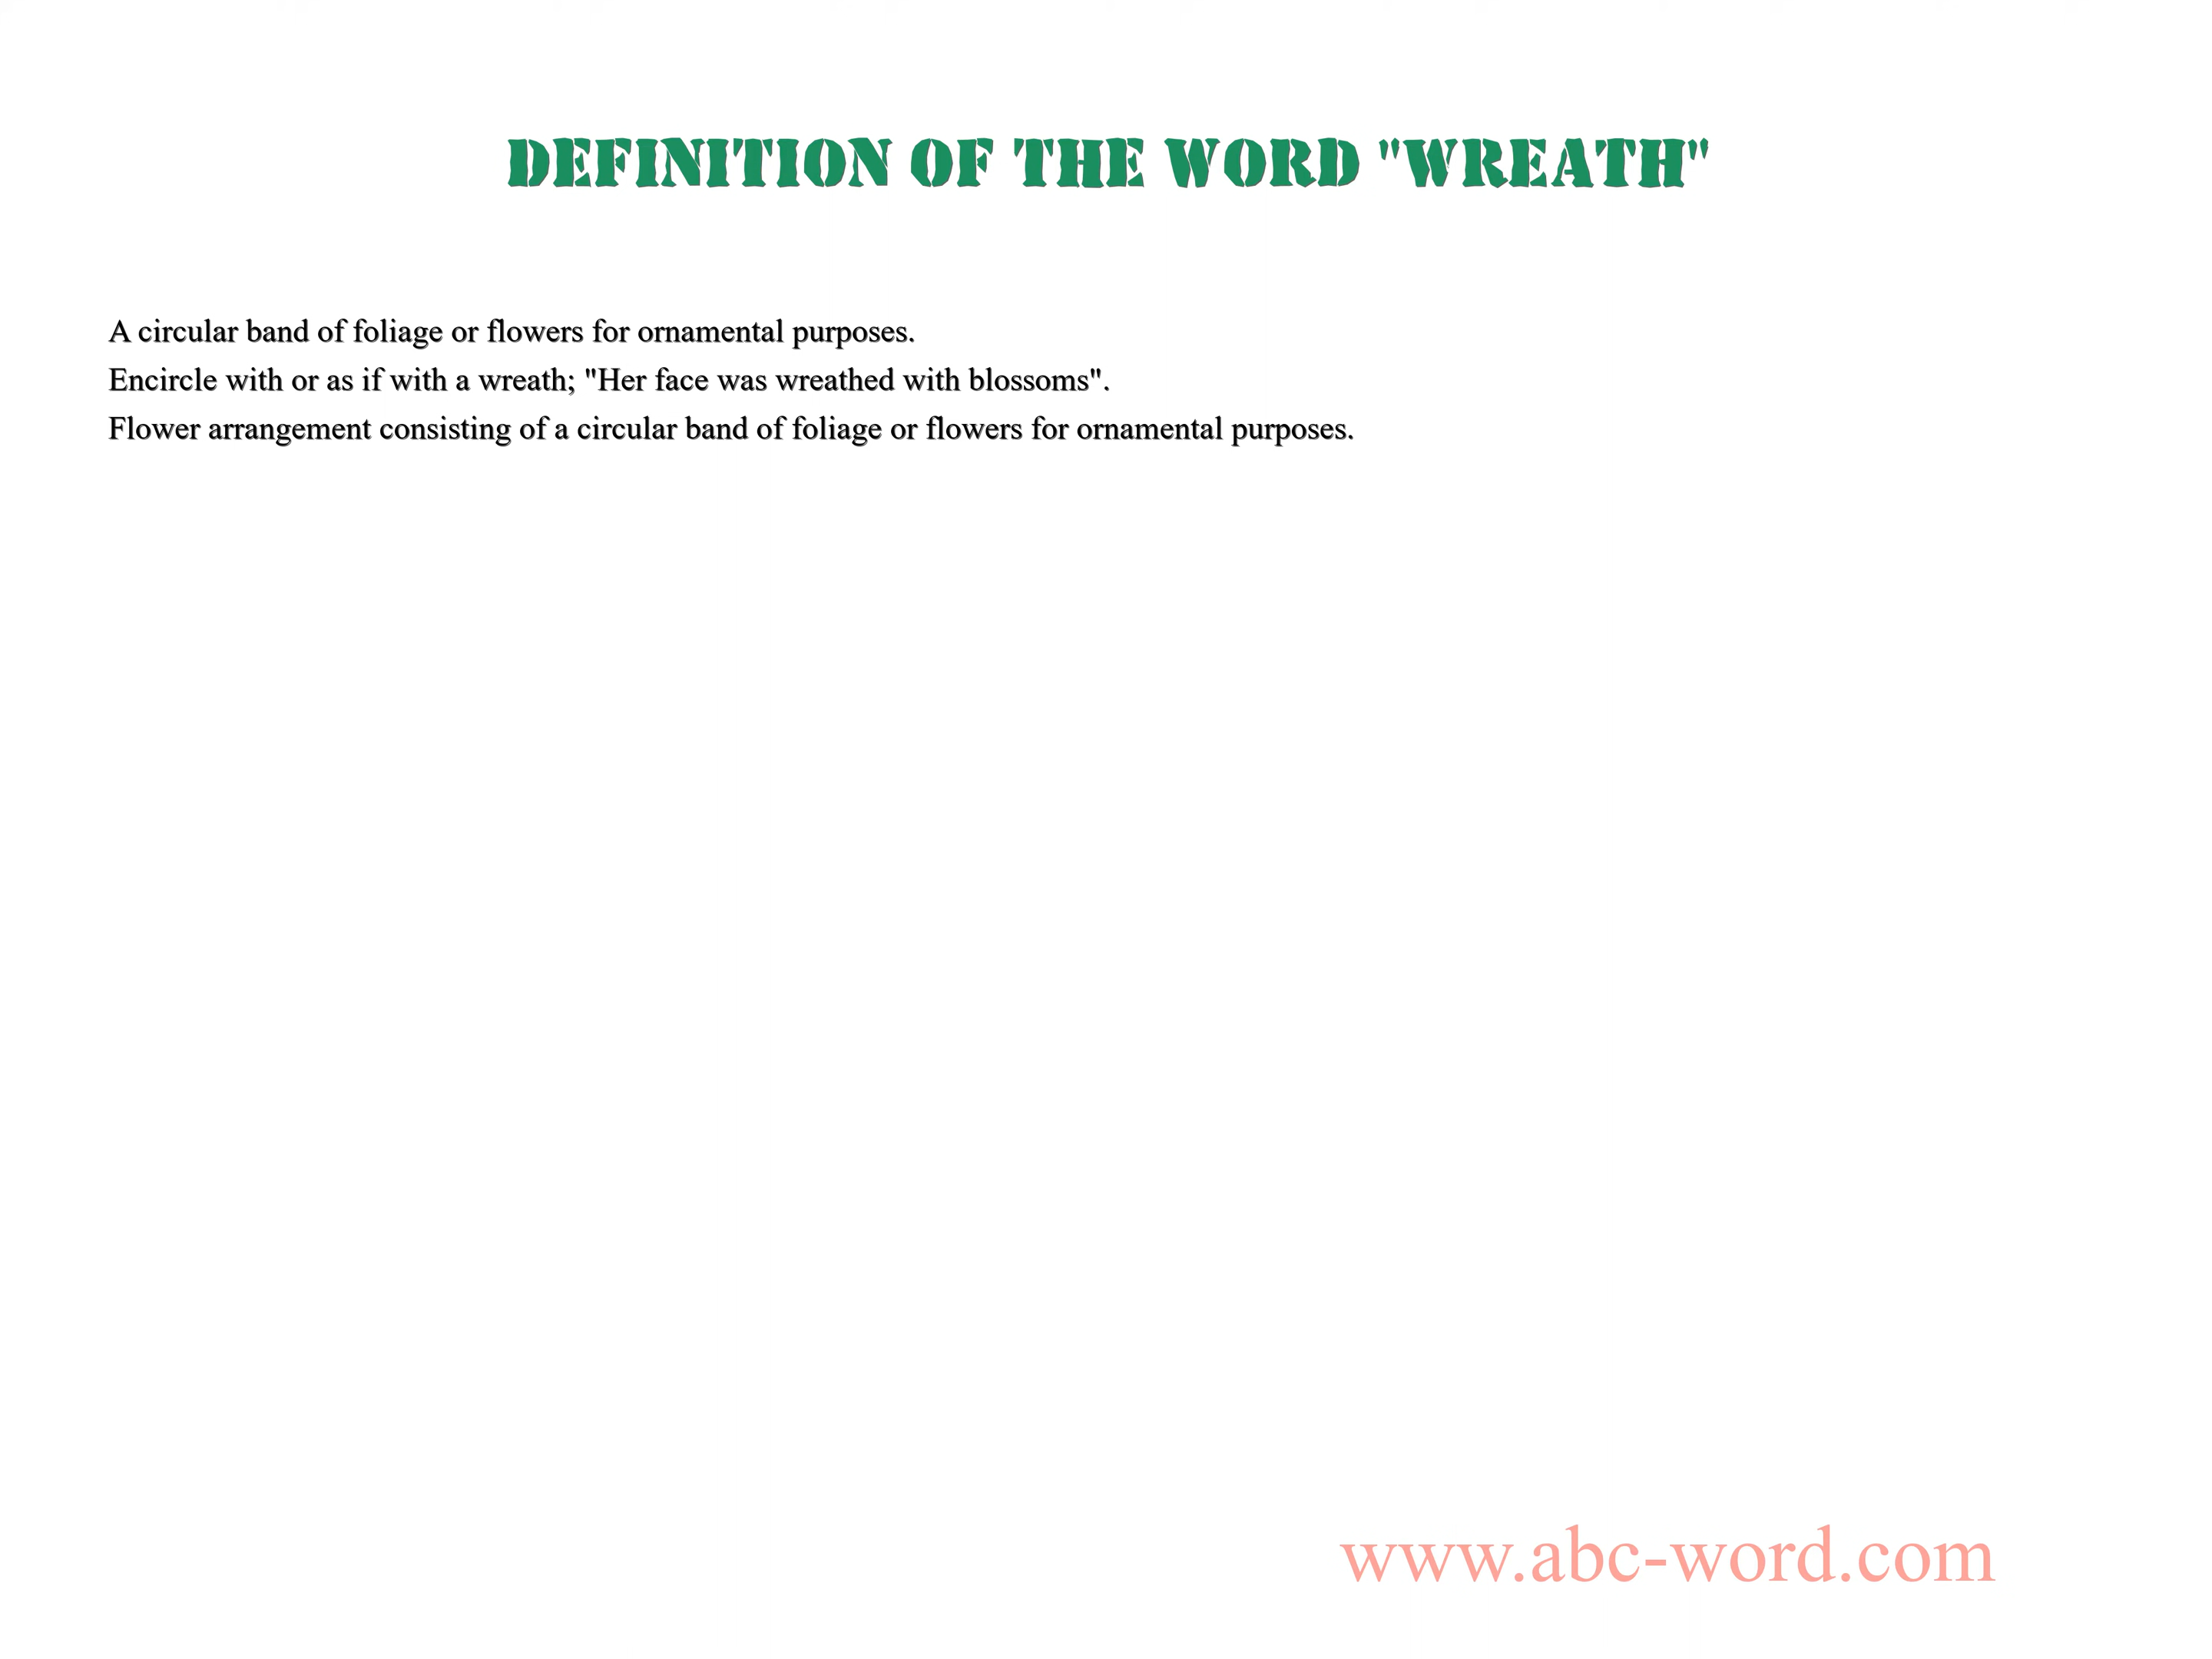 DEFINITION OF THE WORD "WREATH"
A circular band of foliage or flowers for ornamental purposes.
Encircle with or as if with a wreath; "Her face was wreathed with blossoms".
Flower arrangement consisting of a circular band of foliage or flowers for ornamental purposes.
www.abc-word.com